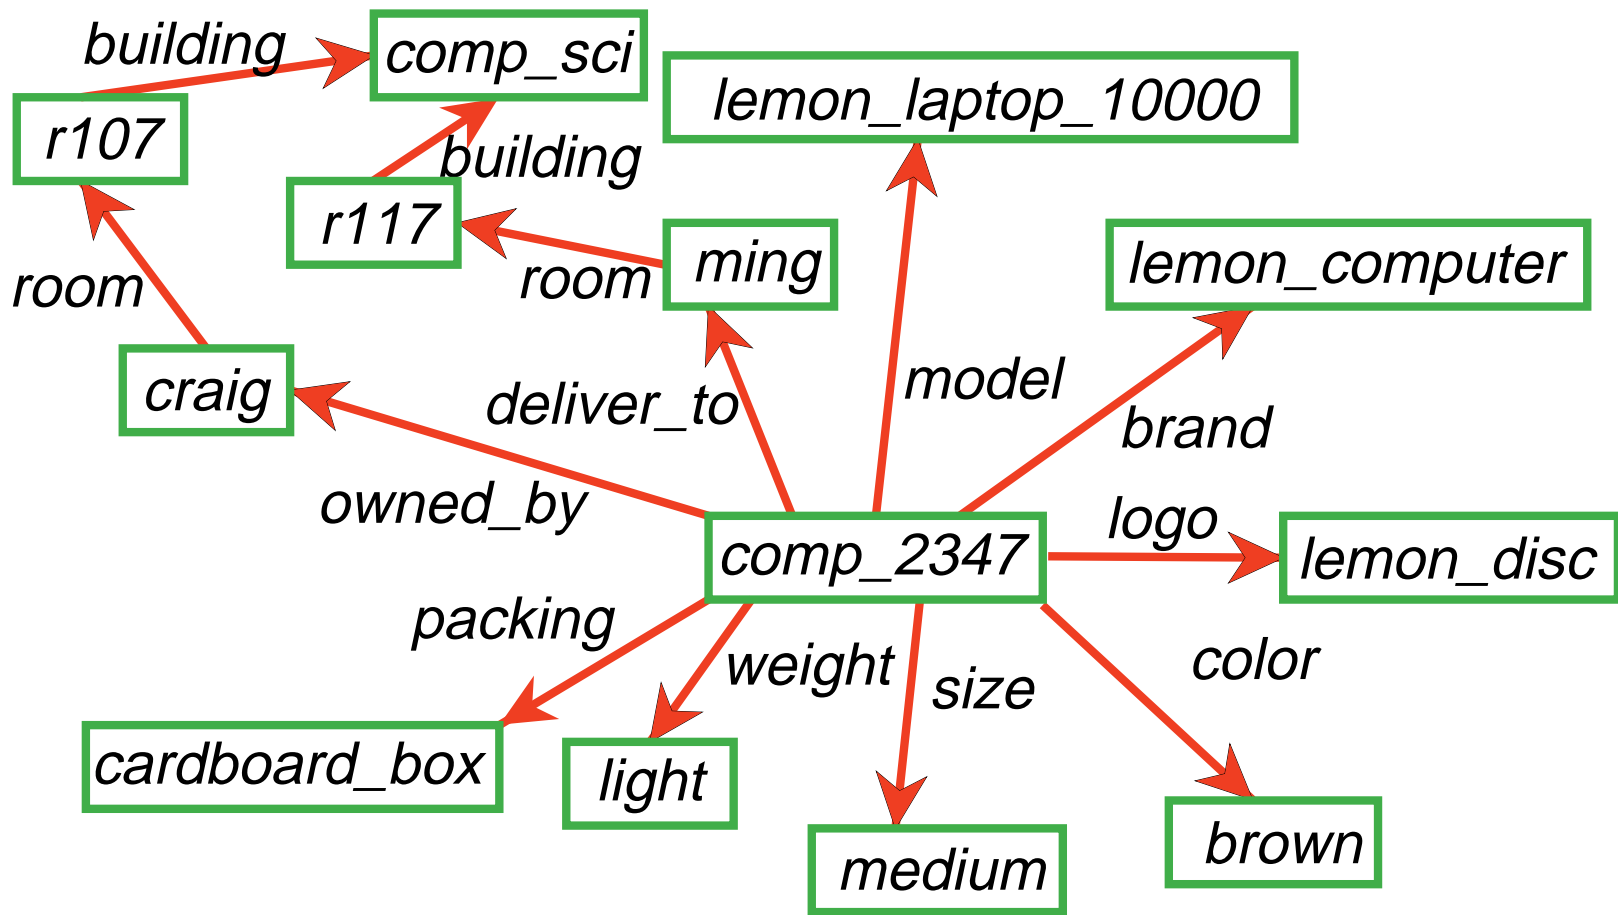 building
comp_sci
lemon_laptop_10000
r107
building
r117
ming
lemon_computer
room
room
craig
deliver_to
model
brand
owned_by
logo
comp_2347
lemon_disc
packing
weight
size
color
cardboard_box
light
medium
brown